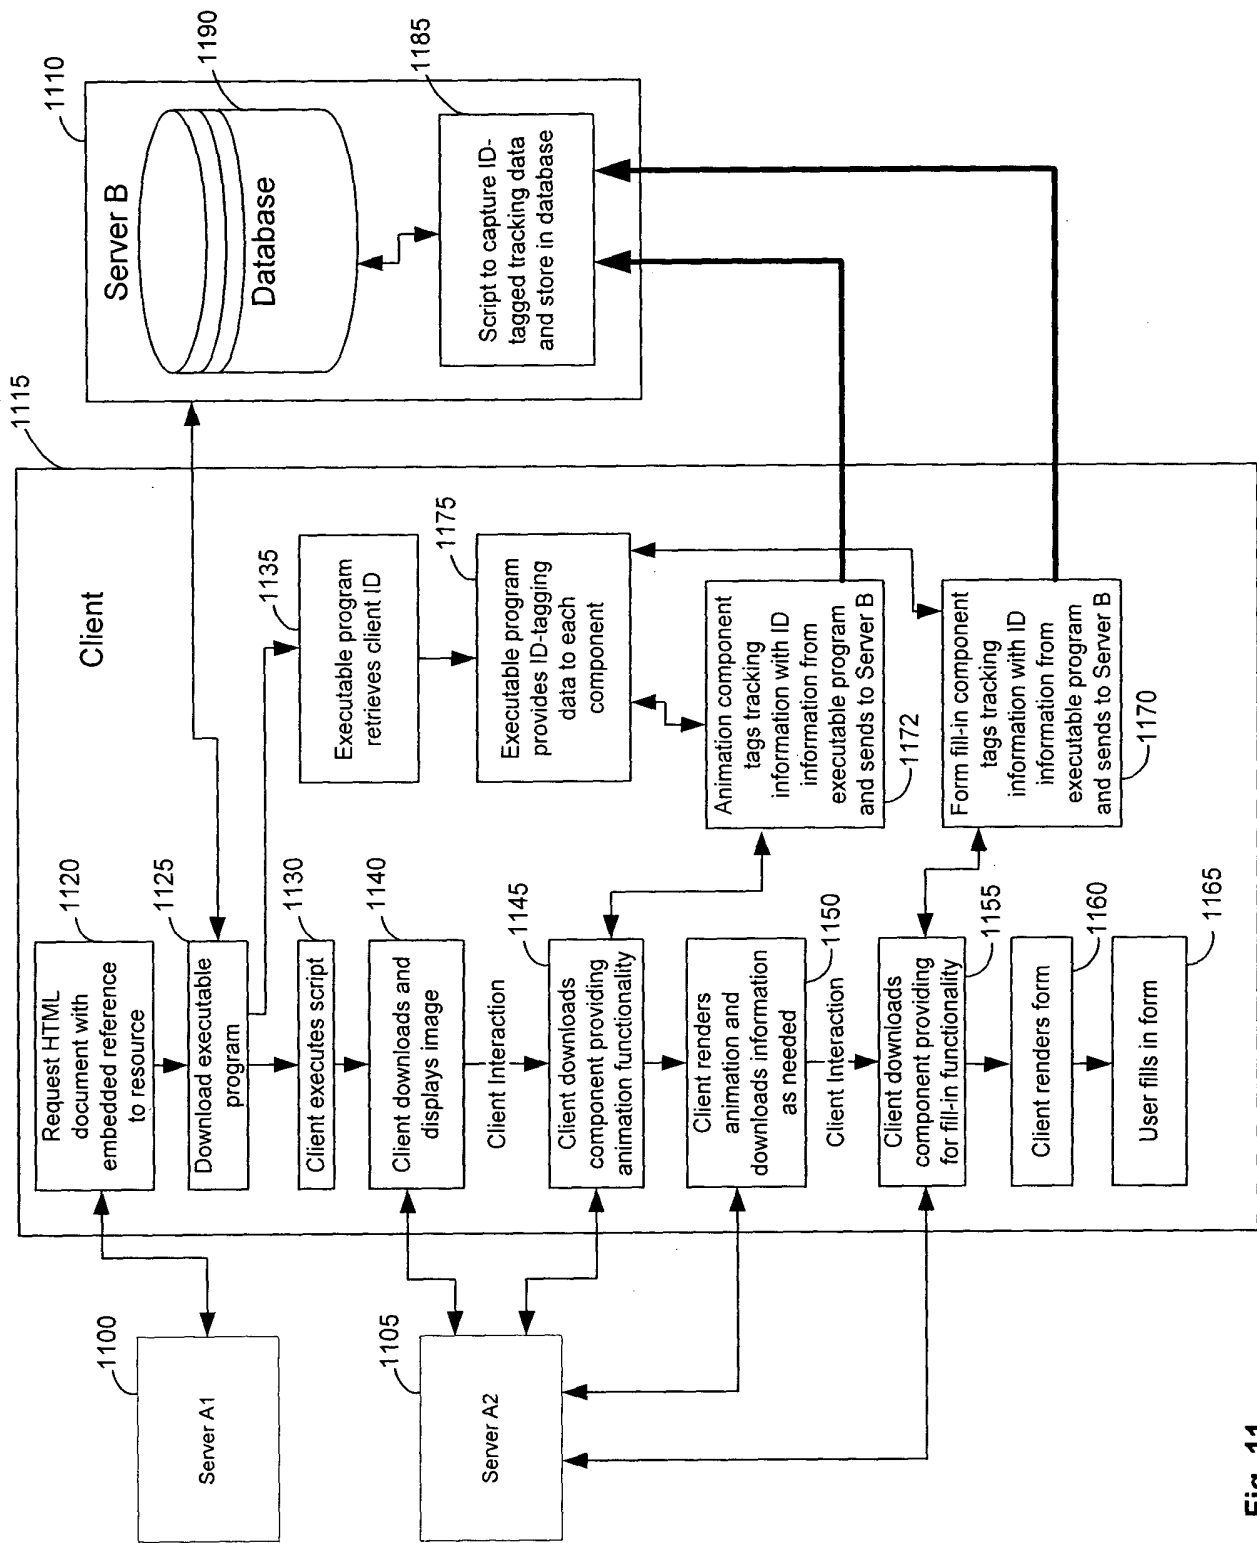 1100
Server A1
1105
Server A2
1115
Client
1120
Request HTML
document with
embedded reference
to resource
1125
Download executable
program
1130
Client executes script
1140
Client downloads and
displays image
Client Interaction
1145
Client downloads
component providing
animation functionality
1150
Client renders
animation and
downloads information
as needed
Client Interaction
1155
Client downloads
component providing
for fill-in functionality
1160
Client renders form
1165
User fills in form
1135
Executable program
retrieves client ID
1175
Executable program
provides ID-tagging
data to each
component
Animation component
tags tracking
information with ID
information from
executable program
and sends to Server B
1172
Form fill-in component
tags tracking
information with ID
information from
executable program
and sends to Server B
1170
1110
Server B
1190
Database
1185
Script to capture ID-
tagged tracking data
and store in database
Fig. 11